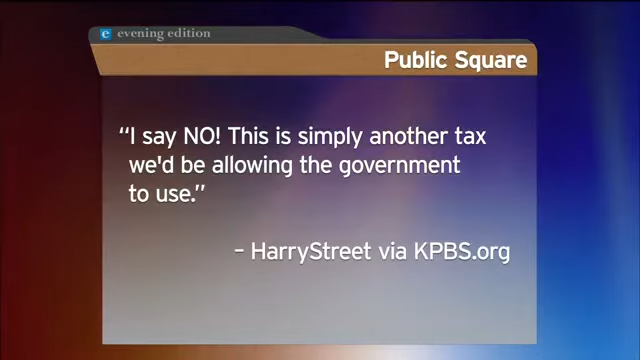 e evening edition
Public Square
“I say NO! This is simply another tax
we'd be allowing the government
to use.”
– HarryStreet via KPBS.org